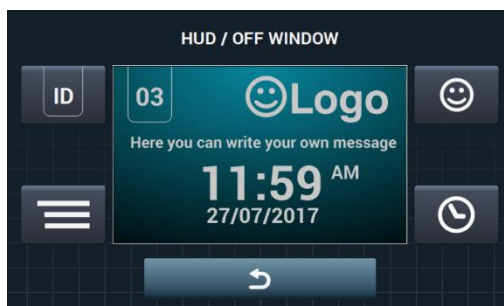 HUD / OFF WINDOW
ID
03
Logo
Here you can write your own message
11:59 AM
27/07/2017